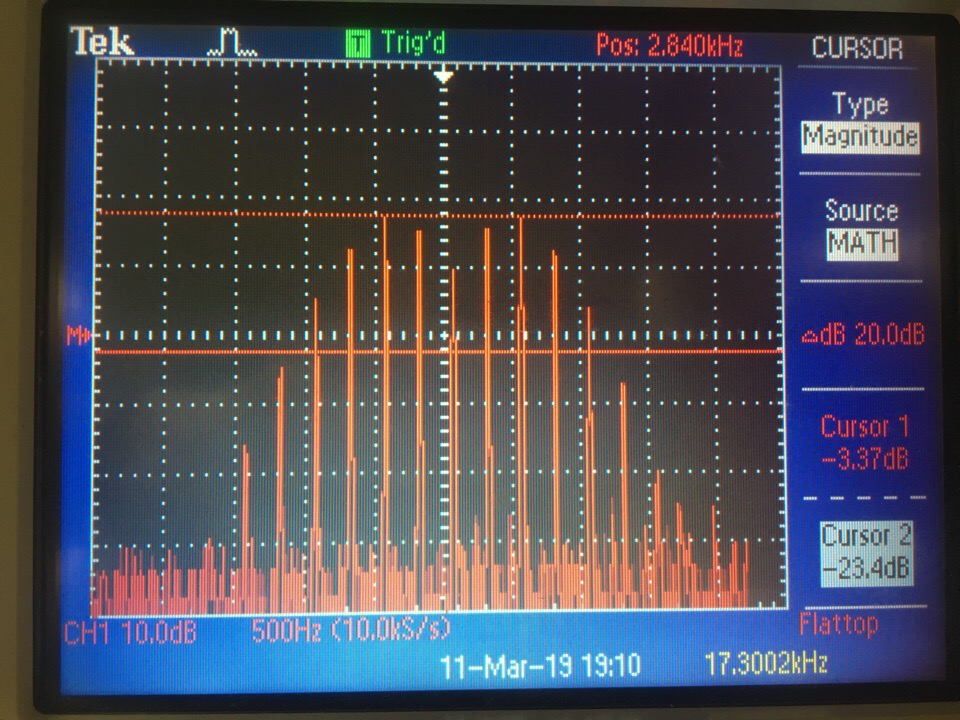 Tek T Trig'd Pos: 2.840kHz CURSOR
Type
Magnitude
Source
MATH
M
△dB 20.0dB
Cursor 1
-3.37dB
Cursor 2
-23.4dB
CH1 10.0dB 500Hz (10.0kS/s) Flattop
11-Mar-19 19:10 17.3002kHz